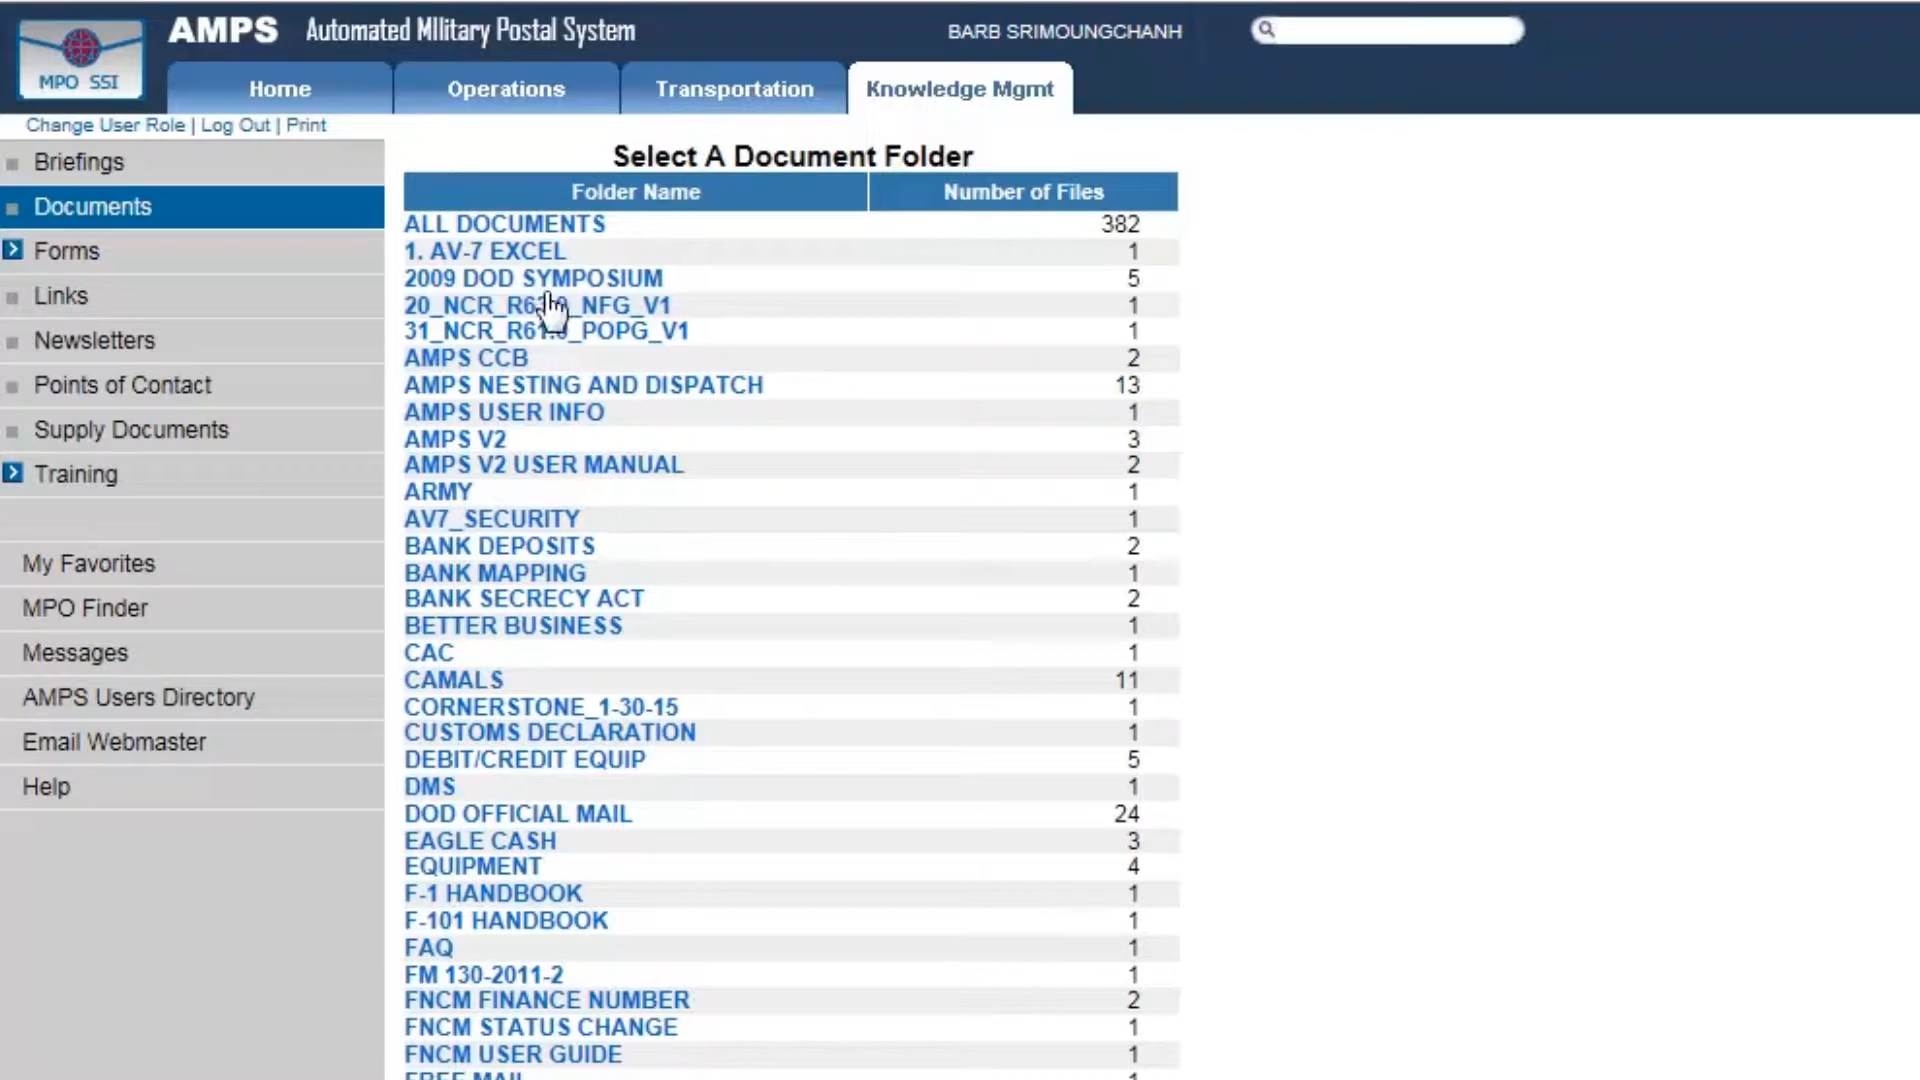 AMPS Automated MIlitary Postal System
BARB SRIMOUNGCHANH
MPO SSI
Home
Operations
Transportation
Knowledge Mgmt
Change User Role | Log Out | Print
Briefings
Documents
Forms
Links
Newsletters
Points of Contact
Supply Documents
Training
My Favorites
MPO Finder
Messages
AMPS Users Directory
Email Webmaster
Help
Select A Document Folder
Folder Name Number of Files
ALL DOCUMENTS 382
1. AV-7 EXCEL 1
2009 DOD SYMPOSIUM 5
_NFG_V1 1
_POPG_V1 1
AMPS CCB 2
AMPS NESTING AND DISPATCH 13
AMPS USER INFO 1
AMPS V2 3
AMPS V2 USER MANUAL 2
ARMY 1
AV7_SECURITY 1
BANK DEPOSITS 2
BANK MAPPING 1
BANK SECRECY ACT 2
BETTER BUSINESS 1
CAC 1
CAMALS 11
CORNERSTONE_1-30-15 1
CUSTOMS DECLARATION 1
DEBIT/CREDIT EQUIP 5
DMS 1
DOD OFFICIAL MAIL 24
EAGLE CASH 3
EQUIPMENT 4
F-1 HANDBOOK 1
F-101 HANDBOOK 1
FAQ 1
FM 130-2011-2 1
FNCM FINANCE NUMBER 2
FNCM STATUS CHANGE 1
FNCM USER GUIDE 1
FREE MAIL 1